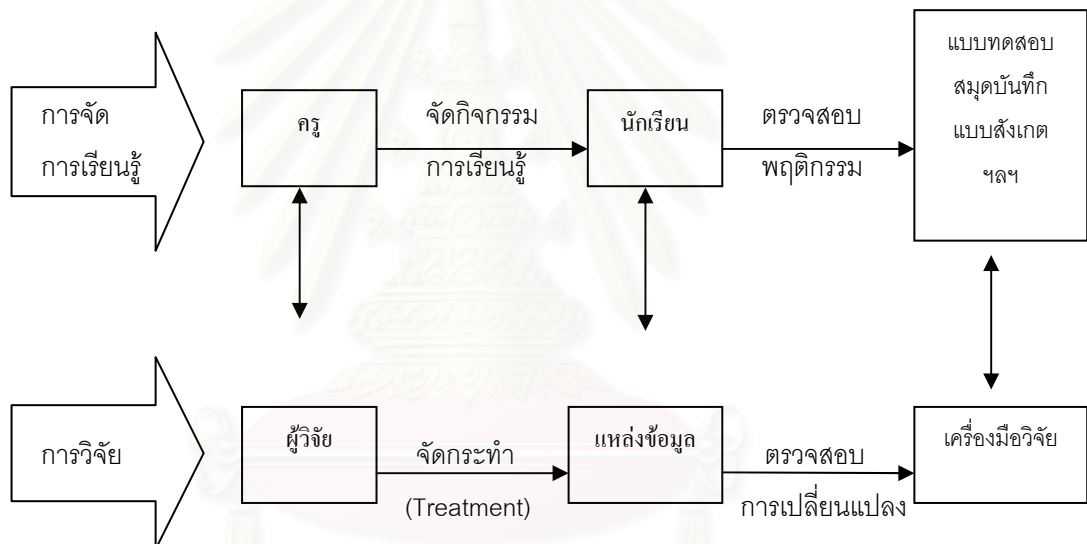 การจัด
การเรียนรู้
ครู
จัดกิจกรรม
การเรียนรู้
นักเรียน
ตรวจสอบ
พฤติกรรม
แบบทดสอบ
สมุดบันทึก
แบบสังเกต
ฯลฯ
การวิจัย
ผู้วิจัย
จัดกระทำ
(Treatment)
แหล่งข้อมูล
ตรวจสอบ
การเปลี่ยนแปลง
เครื่องมือวิจัย